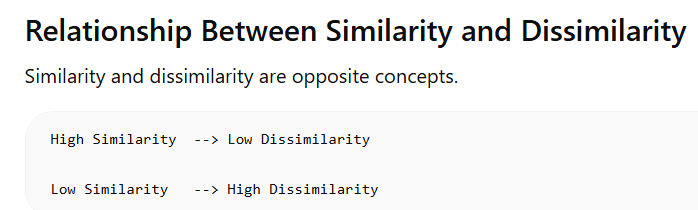 Relationship Between Similarity and Dissimilarity
Similarity and dissimilarity are opposite concepts.
High Similarity  --> Low Dissimilarity
Low Similarity   --> High Dissimilarity